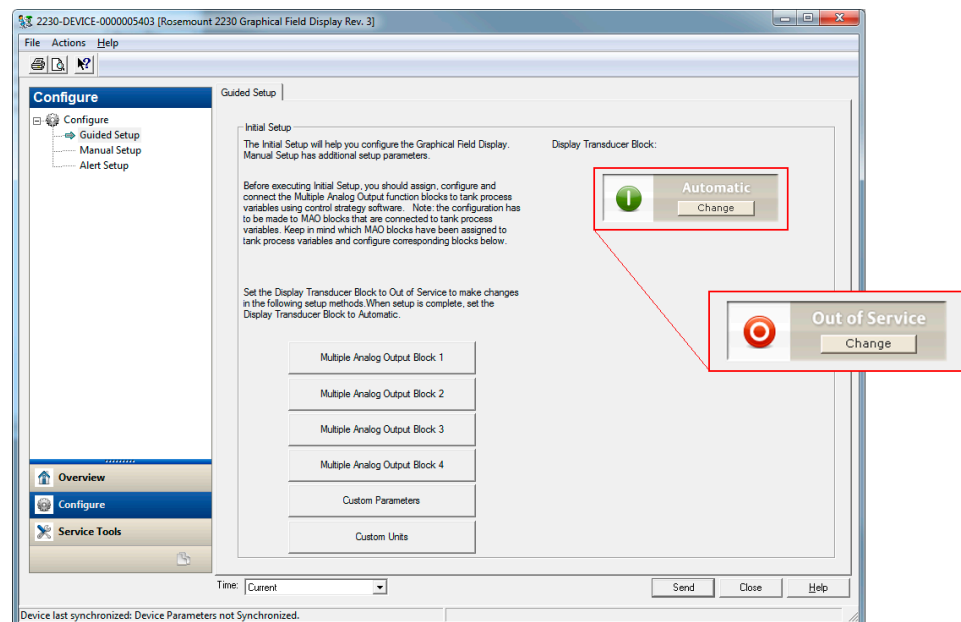 2230-DEVICE-0000005403 [Rosemount 2230 Graphical Field Display Rev. 3]
File Actions Help
Configure
Configure
Guided Setup
Manual Setup
Alert Setup
Overview
Configure
Service Tools
Guided Setup
Initial Setup
The Initial Setup will help you configure the Graphical Field Display.
Manual Setup has additional setup parameters.
Before executing Initial Setup, you should assign, configure and
connect the Multiple Analog Output function blocks to tank process
variables using control strategy software. Note: the configuration has
to be made to MAO blocks that are connected to tank process
variables. Keep in mind which MAO blocks have been assigned to
tank process variables and configure corresponding blocks below.
Set the Display Transducer Block to Out of Service to make changes
in the following setup methods.When setup is complete, set the
Display Transducer Block to Automatic.
Multiple Analog Output Block 1
Multiple Analog Output Block 2
Multiple Analog Output Block 3
Multiple Analog Output Block 4
Custom Parameters
Custom Units
Display Transducer Block:
Automatic
Change
Out of Service
Change
Time: Current
Send Close Help
Device last synchronized: Device Parameters not Synchronized.